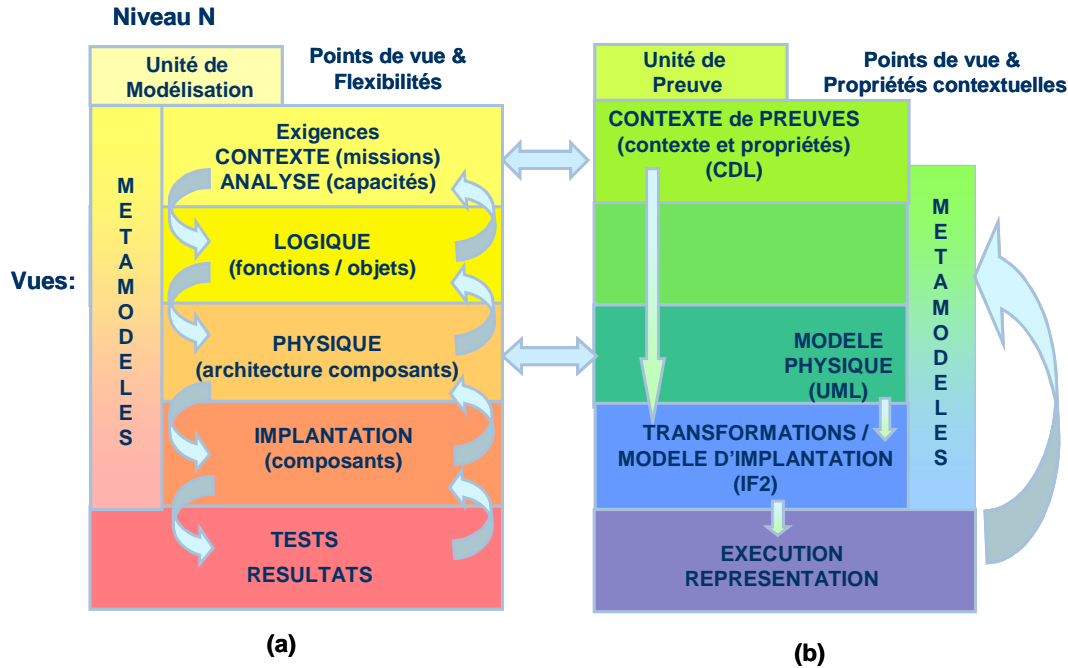 Niveau N
Unité de
Modélisation
Points de vue &
Flexibilités
Exigences
CONTEXTE (missions)
ANALYSE (capacités)
LOGIQUE
(fonctions / objets)
PHYSIQUE
(architecture composants)
IMPLANTATION
(composants)
TESTS
RESULTATS
METAMODELES
Vues:
(a)
Unité de
Preuve
Points de vue &
Propriétés contextuelles
CONTEXTE de PREUVES
(contexte et propriétés)
(CDL)
MODELE
PHYSIQUE
(UML)
TRANSFORMATIONS /
MODELE D'IMPLANTATION
(IF2)
EXECUTION
REPRESENTATION
METAMODELES
(b)